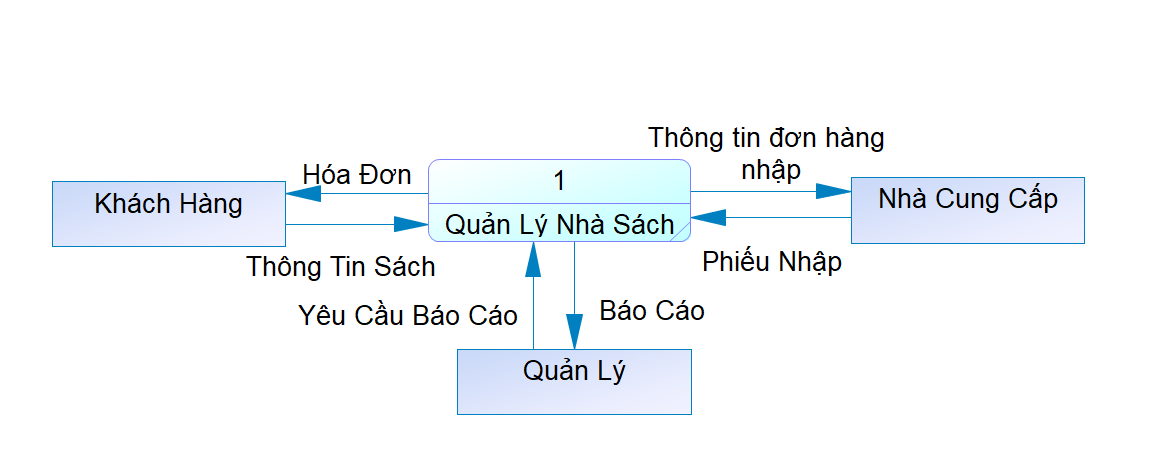 Thông tin đơn hàng
nhập
Hóa Đơn
1
Khách Hàng
Nhà Cung Cấp
Quản Lý Nhà Sách
Thông Tin Sách
Phiếu Nhập
Yêu Cầu Báo Cáo
Báo Cáo
Quản Lý